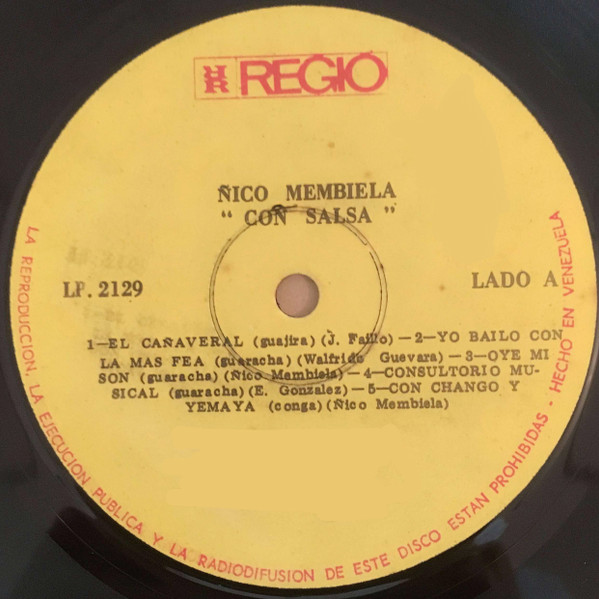 REGIO
ÑICO MEMBIELA
" CON SALSA "
LP. 2129
LADO A
1—EL CAÑAVERAL (guajira) (J. Faillo) — 2—YO BAILO CON
LA MAS FEA (guaracha) (Walfrido Guevara) — 3—OYE MI
SON (guaracha) (Ñico Membiela) — 4—CONSULTORIO MU-
SICAL (guaracha) (E. Gonzalez) — 5—CON CHANGO Y
YEMAYA (conga) (Ñico Membiela)
LA REPRODUCCION, LA EJECUCION PUBLICA Y LA RADIODIFUSION DE ESTE DISCO ESTAN PROHIBIDAS - HECHO EN VENEZUELA